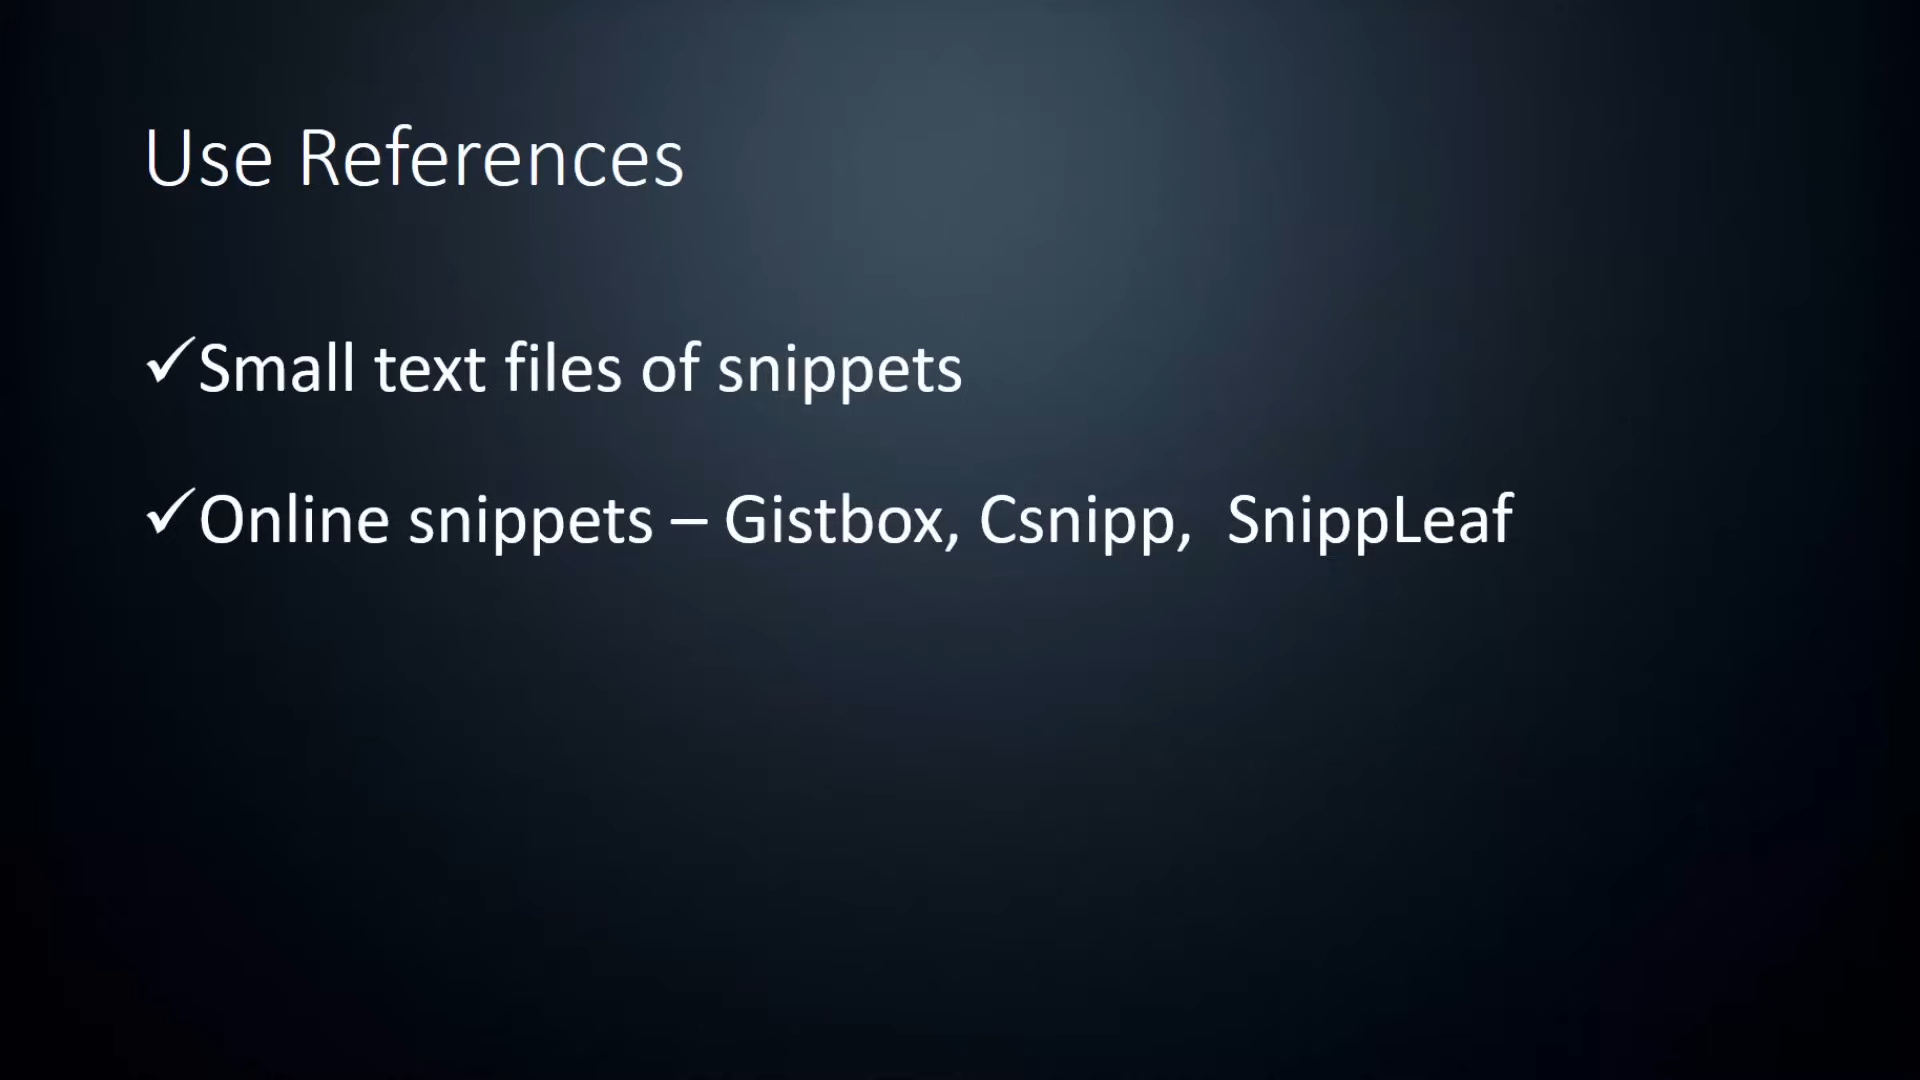 Use References
✓Small text files of snippets
✓Online snippets – Gistbox, Csnipp,  SnippLeaf